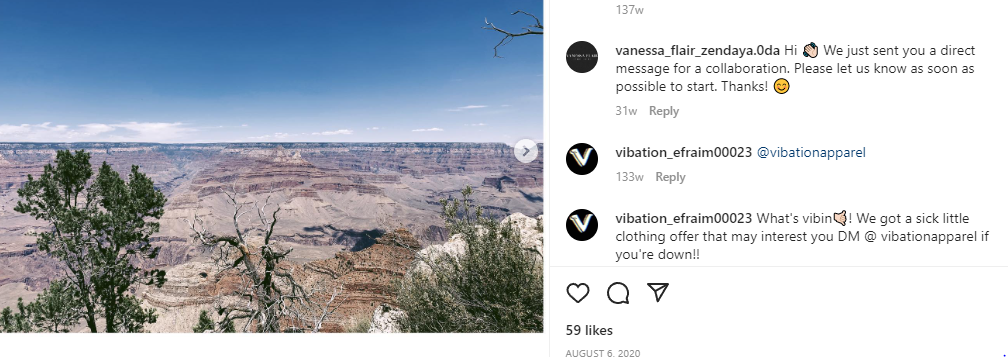 137w
vanessa_flair_zendaya.0da Hi 👏🏻 We just sent you a direct
message for a collaboration. Please let us know as soon as
possible to start. Thanks! 😊
31w Reply
vibation_efraim00023 @vibationapparel
133w Reply
vibation_efraim00023 What's vibin🤙🏻! We got a sick little
clothing offer that may interest you DM @ vibationapparel if
you're down!!
59 likes
AUGUST 6, 2020